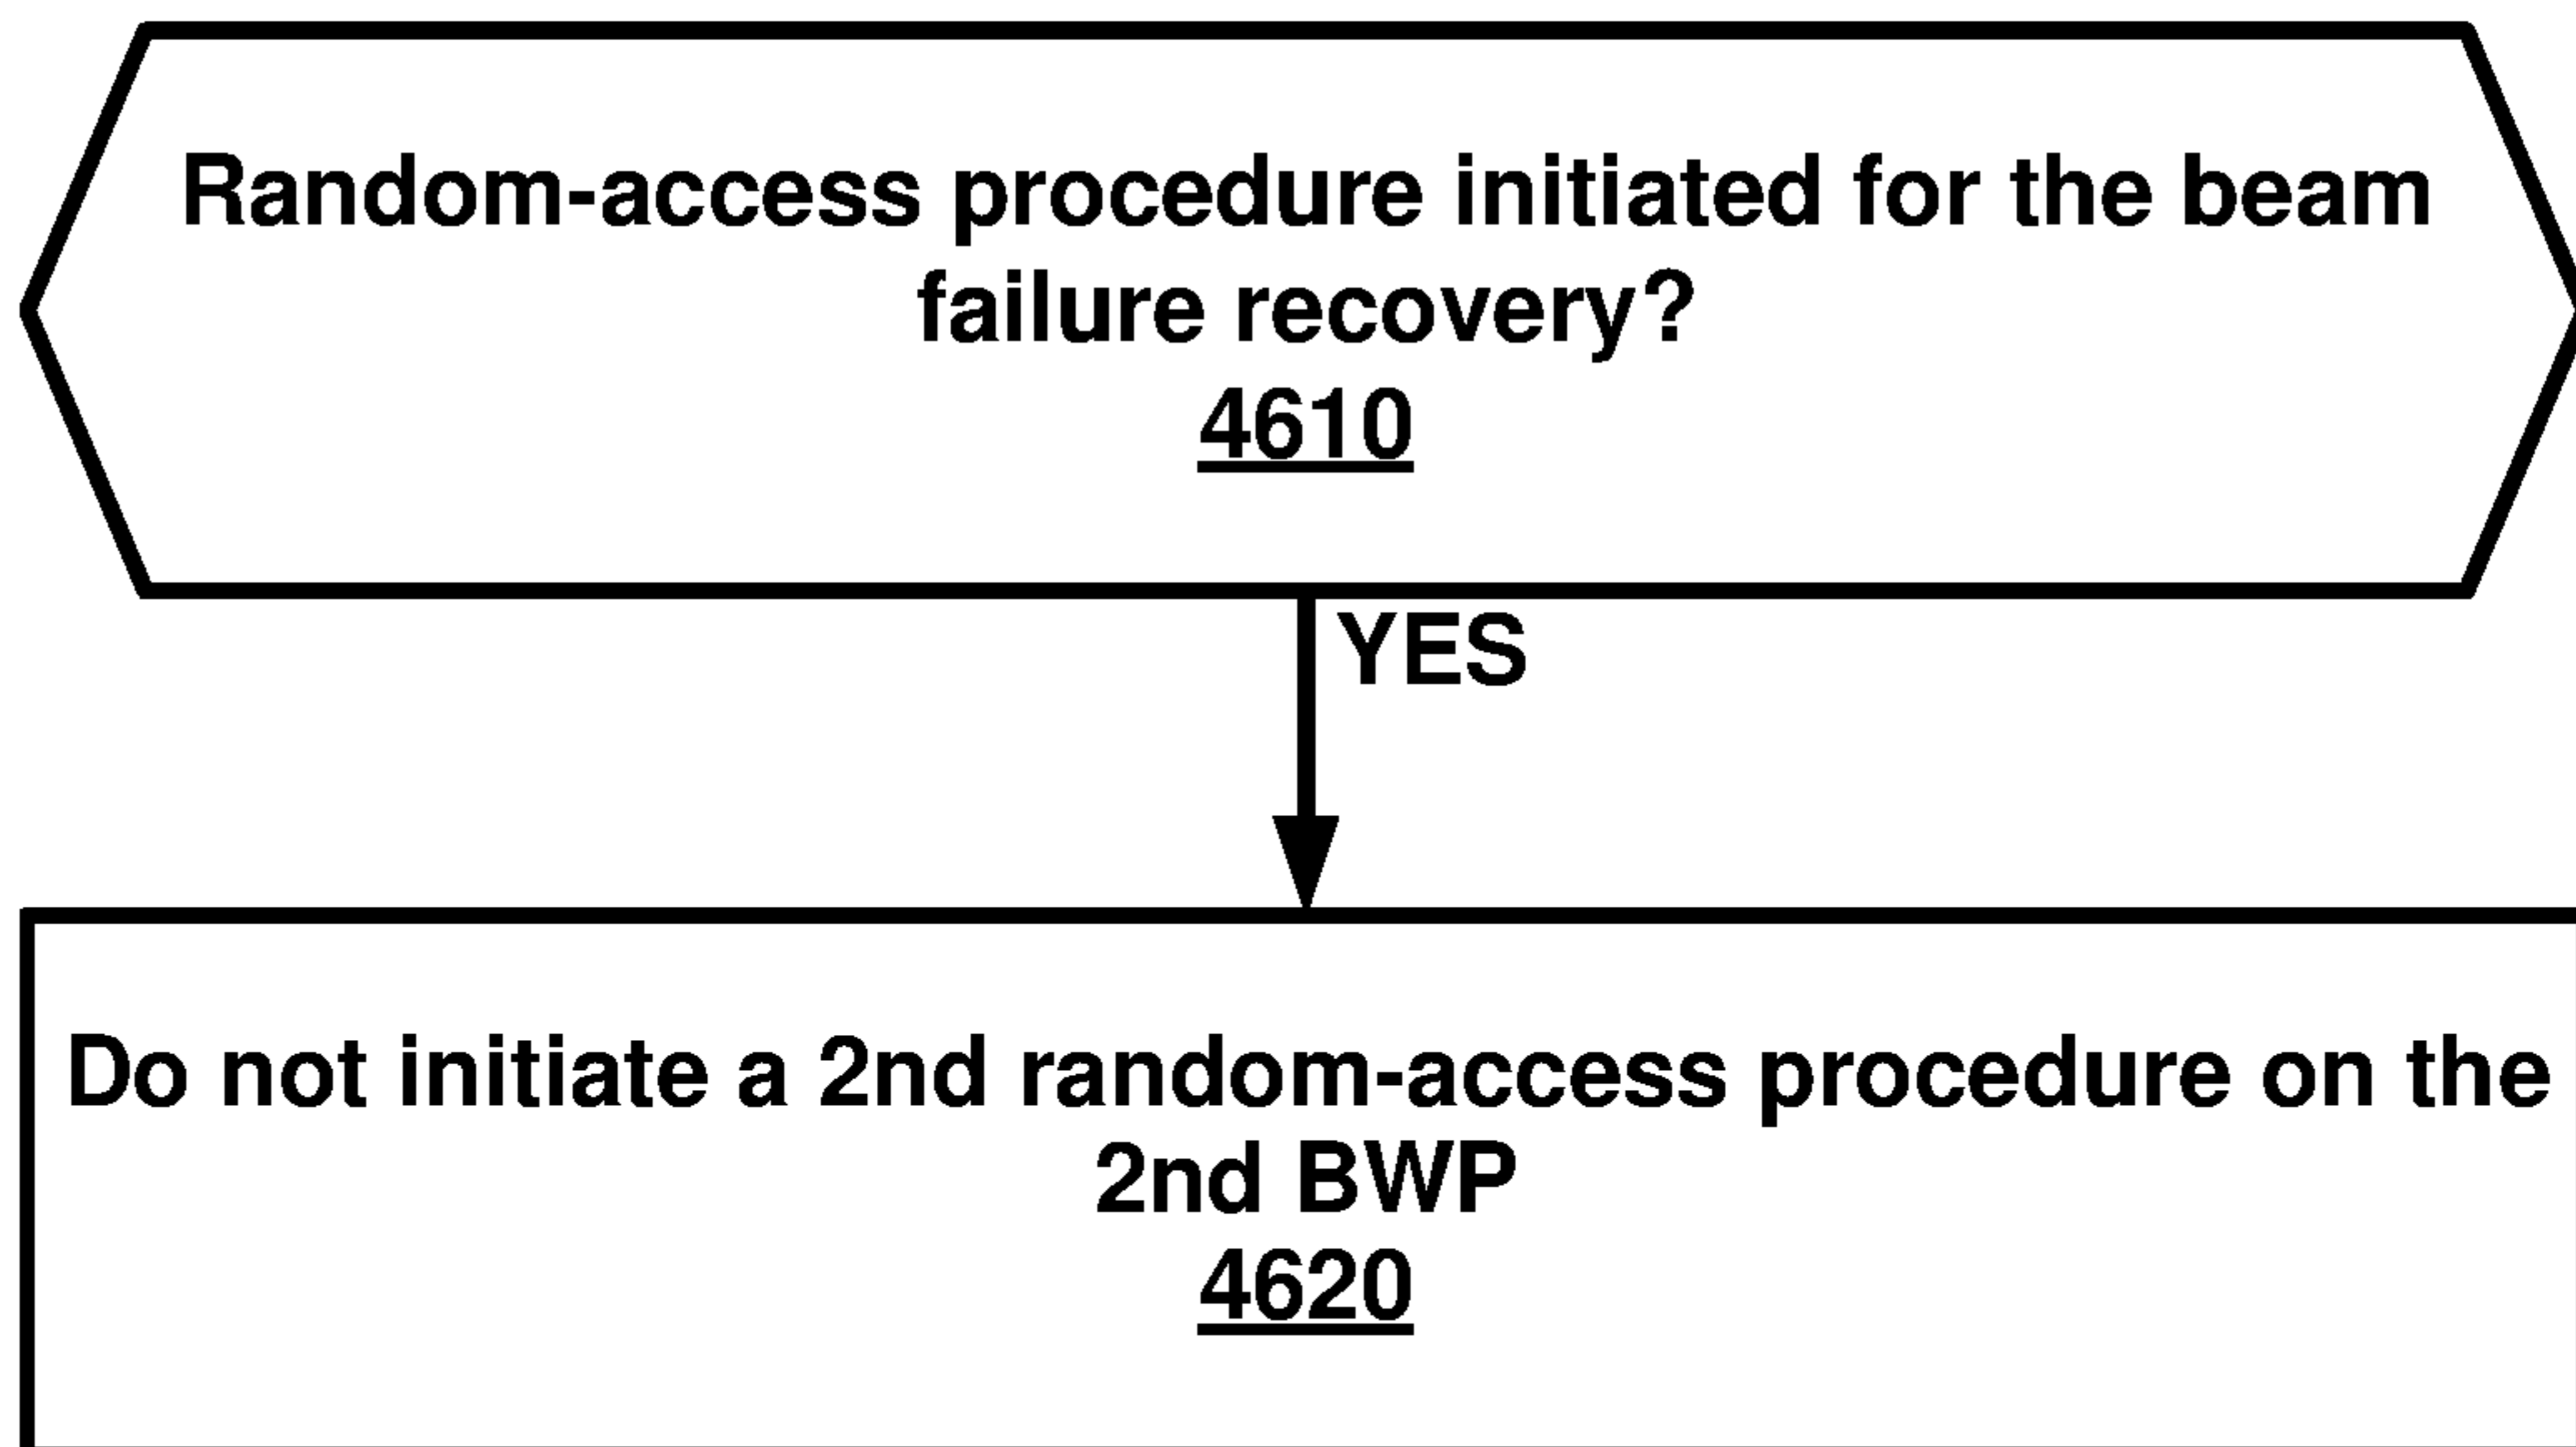 Random-access procedure initiated for the beam
failure recovery?
4610
YES
Do not initiate a 2nd random-access procedure on the
2nd BWP
4620